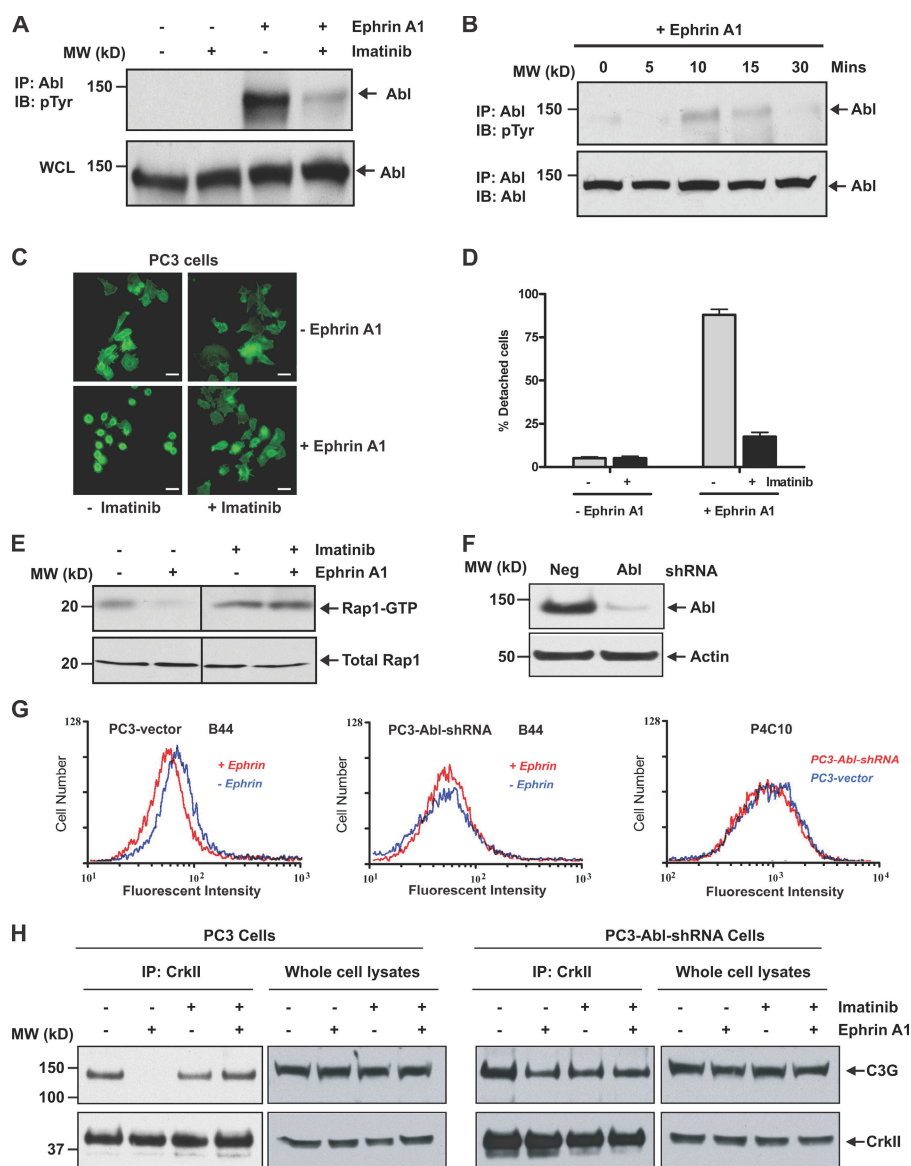 A
- - + + Ephrin A1
MW (kD) - + - + Imatinib
IP: Abl
IB: pTyr
150
Abl
WCL
150
Abl
B
+ Ephrin A1
MW (kD) 0 5 10 15 30 Mins
IP: Abl
IB: pTyr
150
Abl
IP: Abl
IB: Abl
150
Abl
C
PC3 cells
- Ephrin A1
+ Ephrin A1
- Imatinib + Imatinib
D
% Detached cells
100
75
50
25
0
- + - + Imatinib
- Ephrin A1 + Ephrin A1
E
- - + + Imatinib
MW (kD) - + - + Ephrin A1
20 Rap1-GTP
20 Total Rap1
F
MW (kD) Neg Abl shRNA
150 Abl
50 Actin
G
128
PC3-vector B44
+ Ephrin
- Ephrin
Cell Number
10¹ 10² 10³
Fluorescent Intensity
128
PC3-Abl-shRNA B44
+ Ephrin
- Ephrin
Cell Number
10¹ 10² 10³
Fluorescent Intensity
128
P4C10
PC3-Abl-shRNA
PC3-vector
Cell Number
10² 10³ 10⁴
Fluorescent Intensity
H
PC3 Cells PC3-Abl-shRNA Cells
IP: CrkII Whole cell lysates IP: CrkII Whole cell lysates
- - + + - - + + - - + + - - + + Imatinib
MW (kD) - + - + - + - + - + - + - + - + Ephrin A1
150
100
C3G
37 CrkII